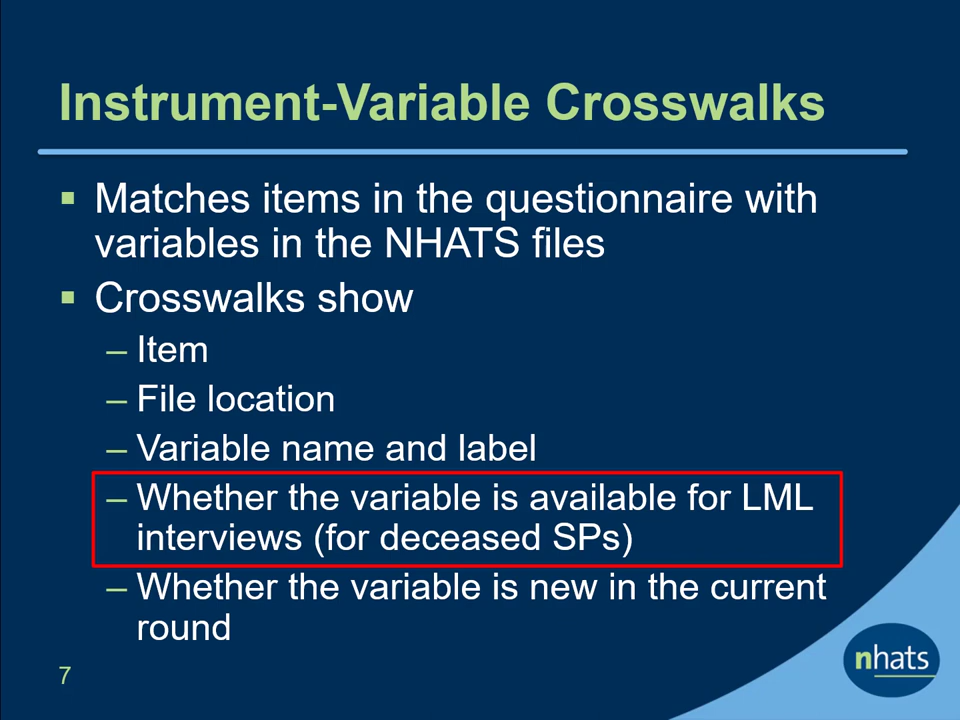 Instrument-Variable Crosswalks
▪ Matches items in the questionnaire with
variables in the NHATS files
▪ Crosswalks show
– Item
– File location
– Variable name and label
– Whether the variable is available for LML
interviews (for deceased SPs)
– Whether the variable is new in the current
round
7
nhats